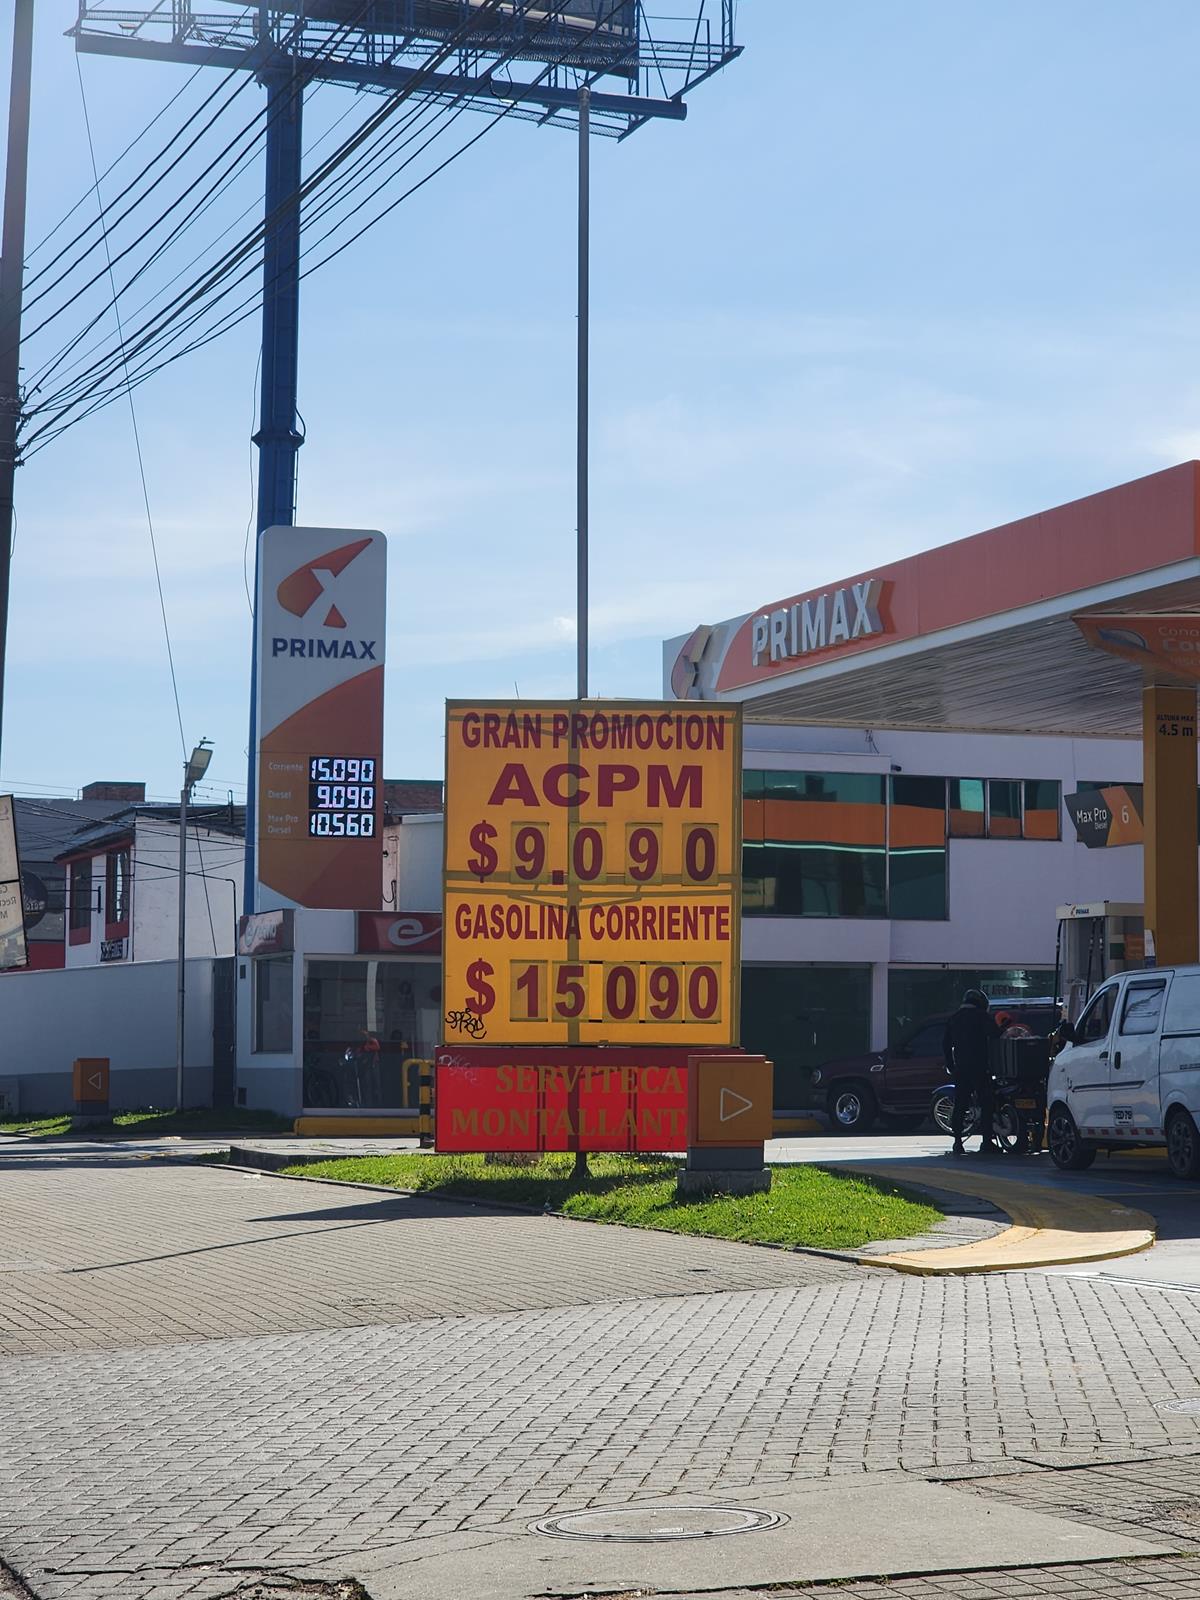 PRIMAX
Corriente 15.090
Diesel 9.090
Max Pro
Diesel 10.560
PRIMAX
GRAN PROMOCION
ACPM
$ 9.090
GASOLINA CORRIENTE
$ 15090
SERVITECA
MONTALLANT
ALTURA MAX
4.5 m
Max Pro 6
Diesel
PRIMAX